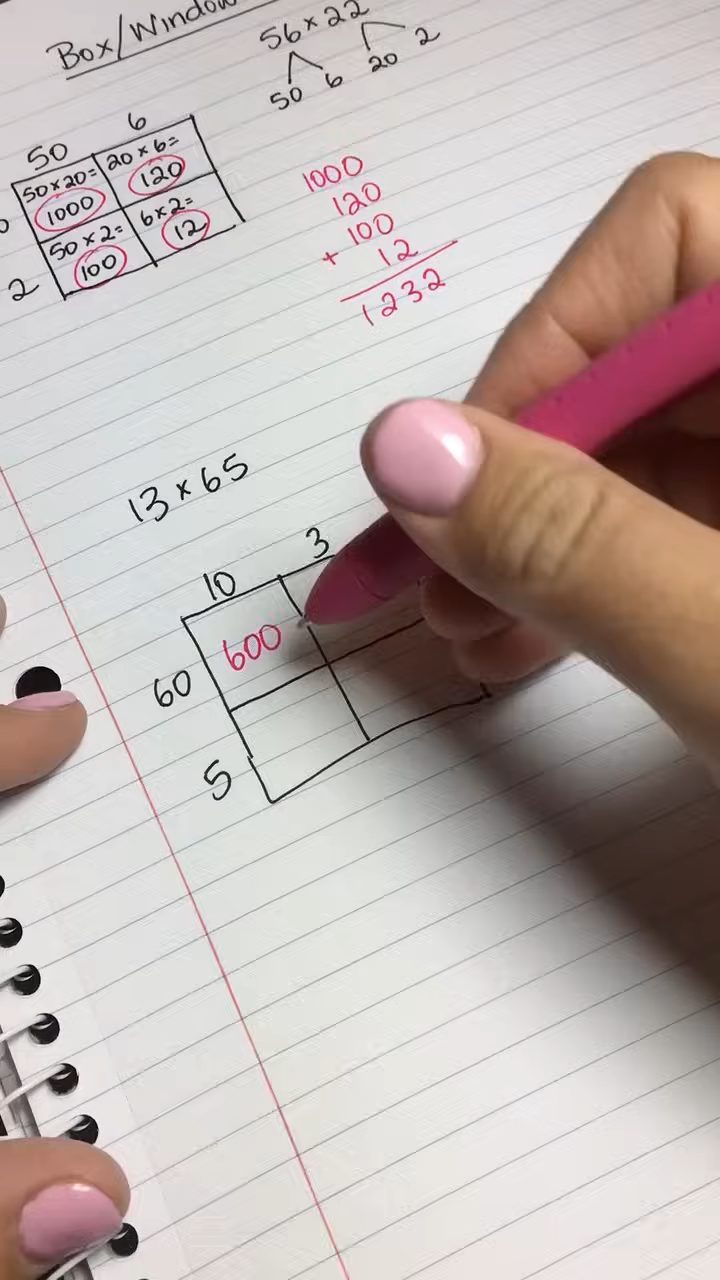 Box/Window
56 × 22
50 6 20 2
50 6
50 × 20 = 20 × 6 =
1000 120
50 × 2 = 6 × 2 =
2 100 12
1000
120
100
+ 12
1232
13 × 65
10 3
60 600
5